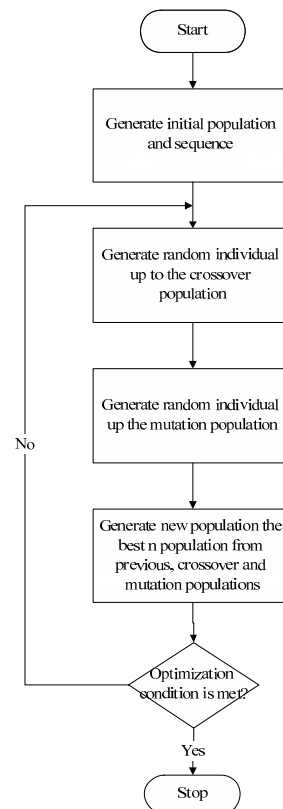 Start
Generate initial population
and sequence
Generate random individual
up to the crossover
population
Generate random individual
up the mutation population
No
Generate new population the
best n population from
previous, crossover and
mutation populations
Optimization
condition is met?
Yes
Stop